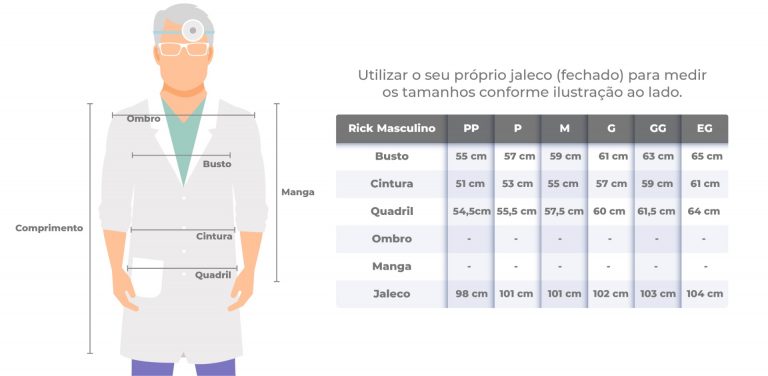 Utilizar o seu próprio jaleco (fechado) para medir
os tamanhos conforme ilustração ao lado.
Ombro
Busto
Manga
Comprimento
Cintura
Quadril
Rick Masculino PP P M G GG EG
Busto 55 cm 57 cm 59 cm 61 cm 63 cm 65 cm
Cintura 51 cm 53 cm 55 cm 57 cm 59 cm 61 cm
Quadril 54,5cm 55,5 cm 57,5 cm 60 cm 61,5 cm 64 cm
Ombro - - - - - -
Manga - - - - - -
Jaleco 98 cm 101 cm 101 cm 102 cm 103 cm 104 cm